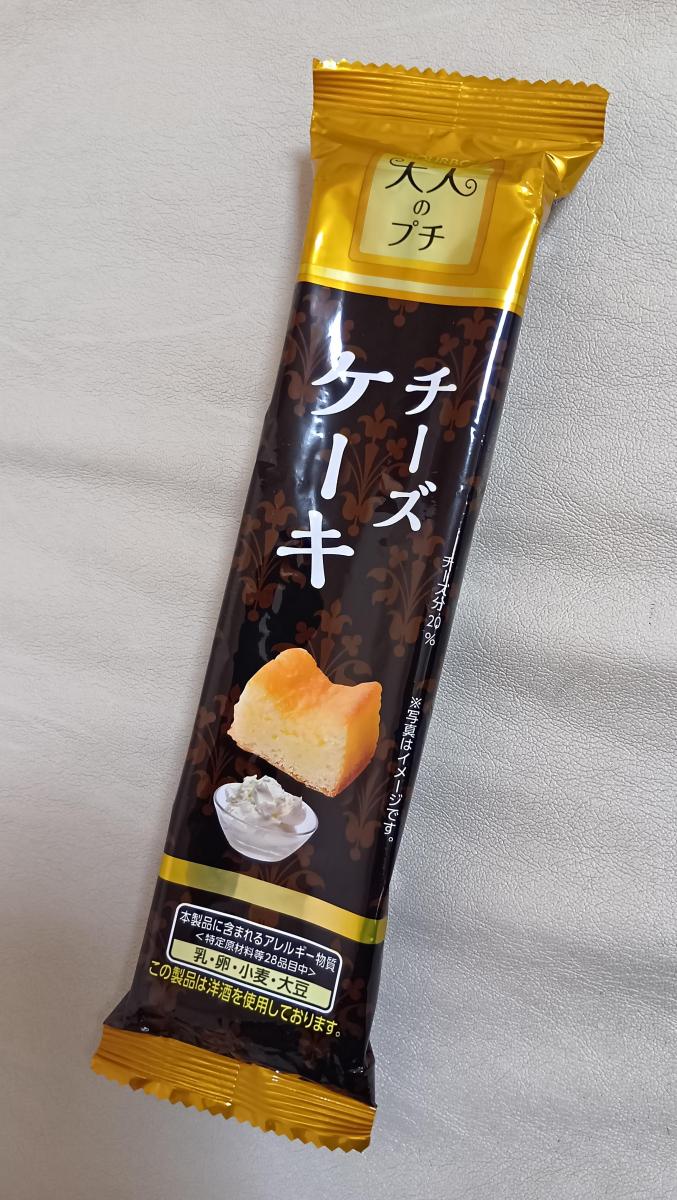 大人
の
プチ
チーズ
ケーキ
チーズ分20%
※写真はイメージです。
本製品に含まれるアレルギー物質
<特定原材料等28品目中>
乳・卵・小麦・大豆
この製品は洋酒を使用しております。